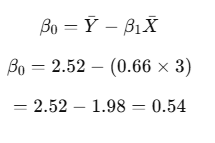 β₀ = Ȳ − β₁X̄
β₀ = 2.52 − (0.66 × 3)
= 2.52 − 1.98 = 0.54